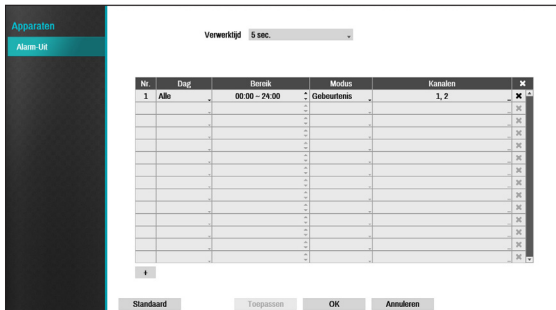 Apparaten
Alarm-Uit
Verwerktijd 5 sec.
Nr. Dag Bereik Modus Kanalen ×
1 Alle 00:00 ~ 24:00 Gebeurtenis 1, 2 ×
+
Standaard Toepassen OK Annuleren